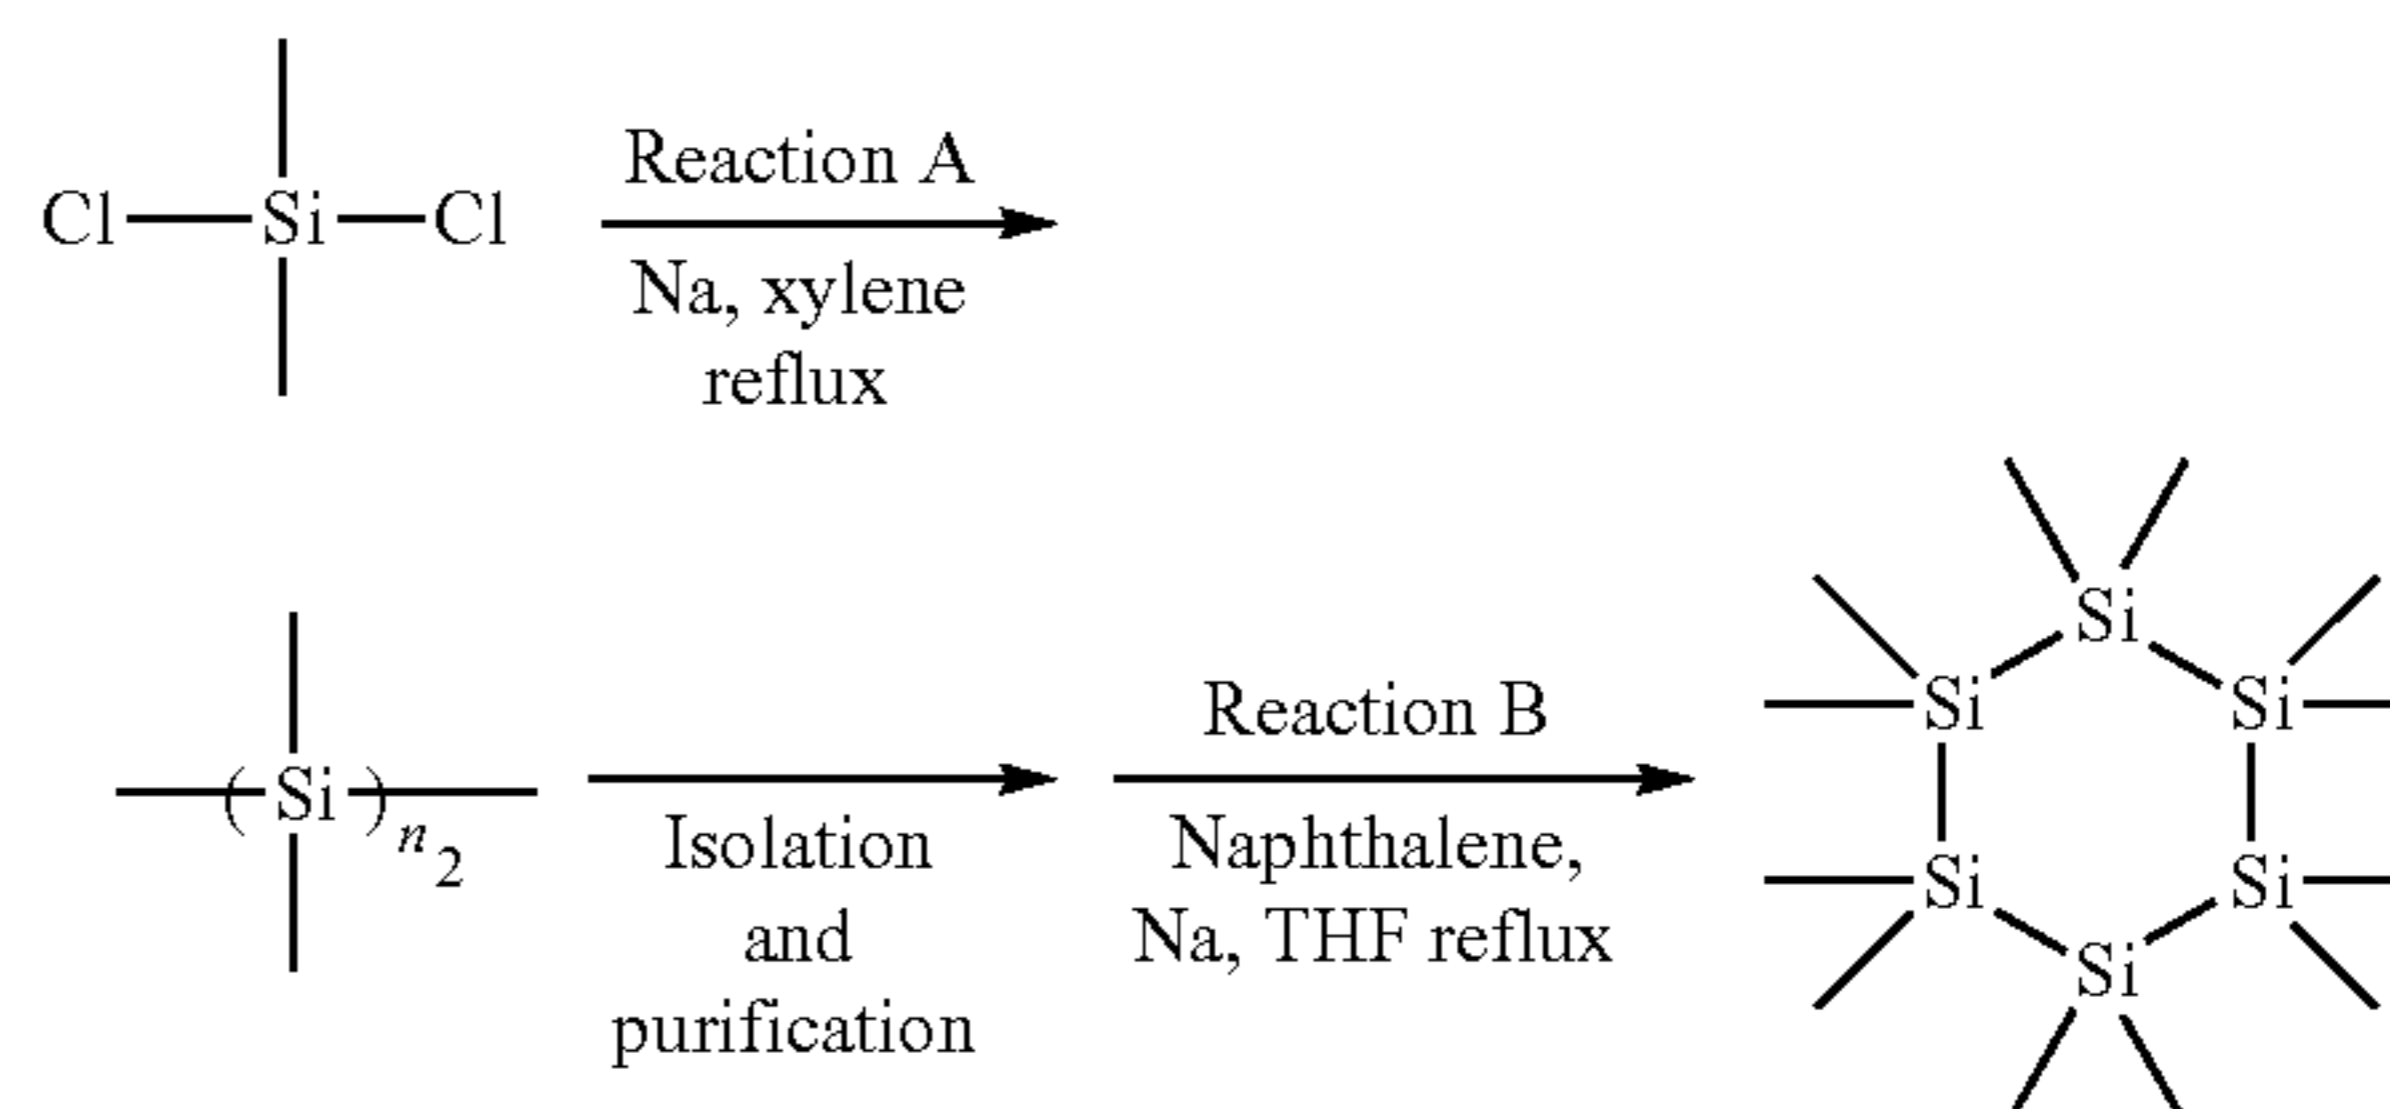 Reaction A
Cl Si Cl
Na, xylene
reflux
Si
Reaction B
Si Si
( Si ) n 2
Isolation
and
purification
Naphthalene,
Na, THF reflux
Si Si
Si